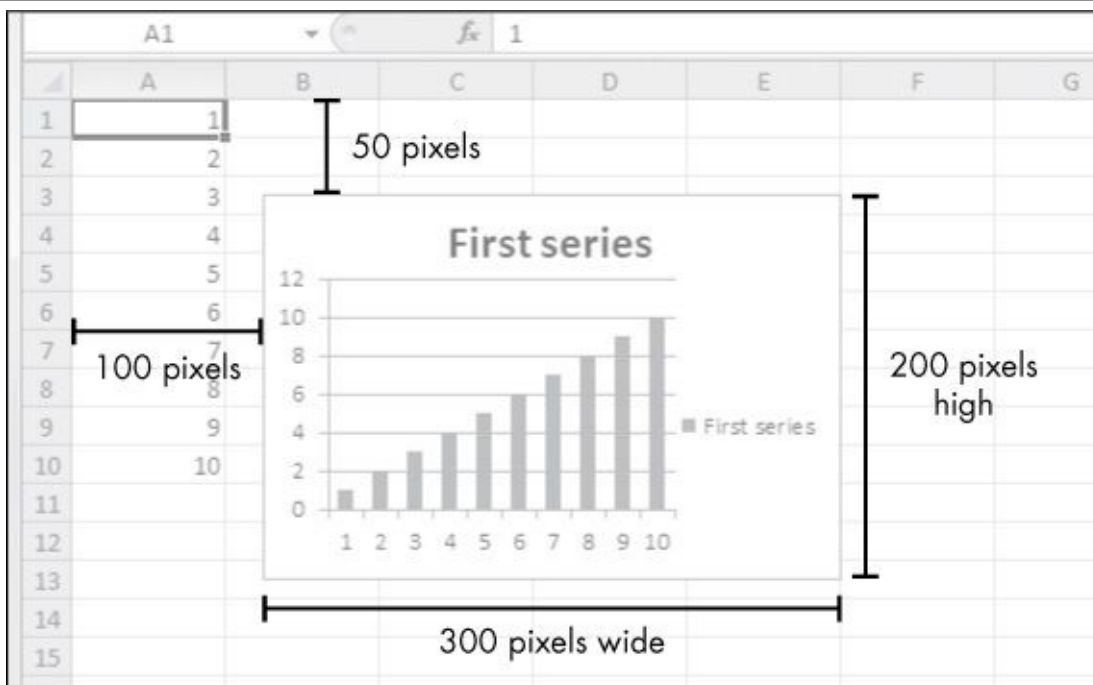 A1 fx 1
A B C D E F G
1 1
50 pixels
2 2
3 3
First series
4 4
12
5 5
6 6
10
7 7
100 pixels
8
8 8
200 pixels
high
6
9 9
First series
4
10 10
2
11
0
12
1 2 3 4 5 6 7 8 9 10
13
14
300 pixels wide
15